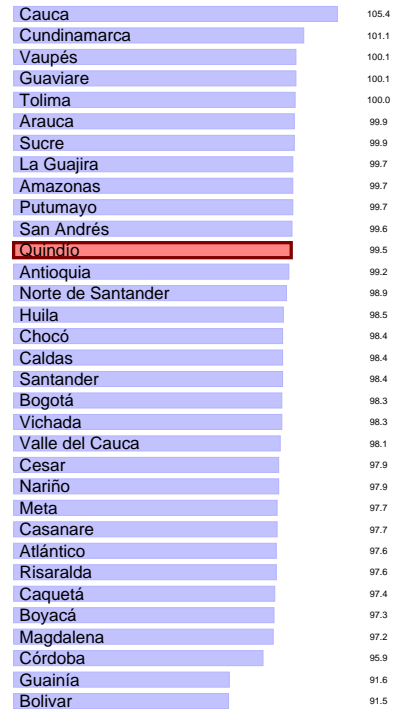 Cauca 105.4
Cundinamarca 101.1
Vaupés 100.1
Guaviare 100.1
Tolima 100.0
Arauca 99.9
Sucre 99.9
La Guajira 99.7
Amazonas 99.7
Putumayo 99.7
San Andrés 99.6
Quindio 99.5
Antioquia 99.2
Norte de Santander 98.9
Huila 98.5
Chocó 98.4
Caldas 98.4
Santander 98.4
Bogotá 98.3
Vichada 98.3
Valle del Cauca 98.1
Cesar 97.9
Nariño 97.9
Meta 97.7
Casanare 97.7
Atlántico 97.6
Risaralda 97.6
Caquetá 97.4
Boyacá 97.3
Magdalena 97.2
Córdoba 95.9
Guainía 91.6
Bolivar 91.5